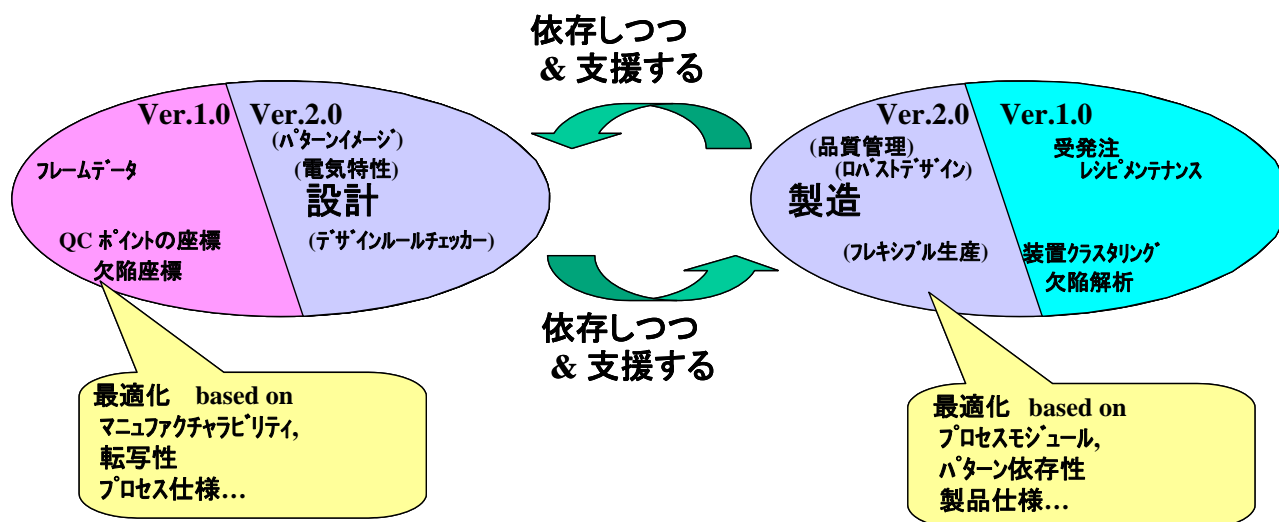 依存しつつ
& 支援する
Ver.1.0
Ver.2.0
(パターンイメージ)
フレームデータ
(電気特性)
設計
QC ポイントの座標
(デザインルールチェッカー)
欠陥座標
Ver.2.0
Ver.1.0
(品質管理)
受発注
(ロバストデザイン)
レシピメンテナンス
製造
(フレキシブル生産)
装置クラスタリング
欠陥解析
依存しつつ
& 支援する
最適化 based on
マニュファクチャラビリティ,
転写性
プロセス仕様…
最適化 based on
プロセスモジュール,
パターン依存性
製品仕様…